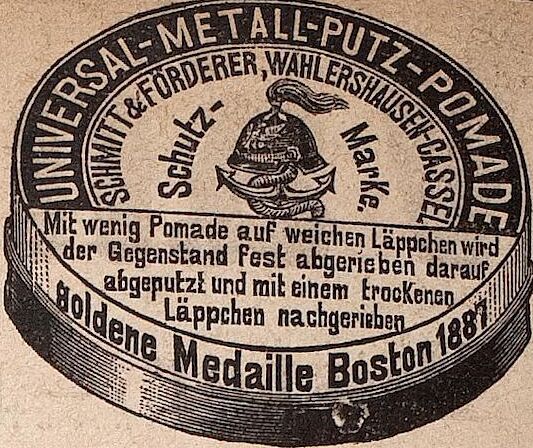 UNIVERSAL-METALL-PUTZ-POMADE
SCHMITT & FÖRDERER, WAHLERSHAUSEN-CASSEL
Schutz-Marke.
Mit wenig Pomade auf weichen Läppchen wird
der Gegenstand fest abgerieben darauf
abgeputzt und mit einem trockenen
Läppchen nachgerieben
goldene Medaille Boston 1887